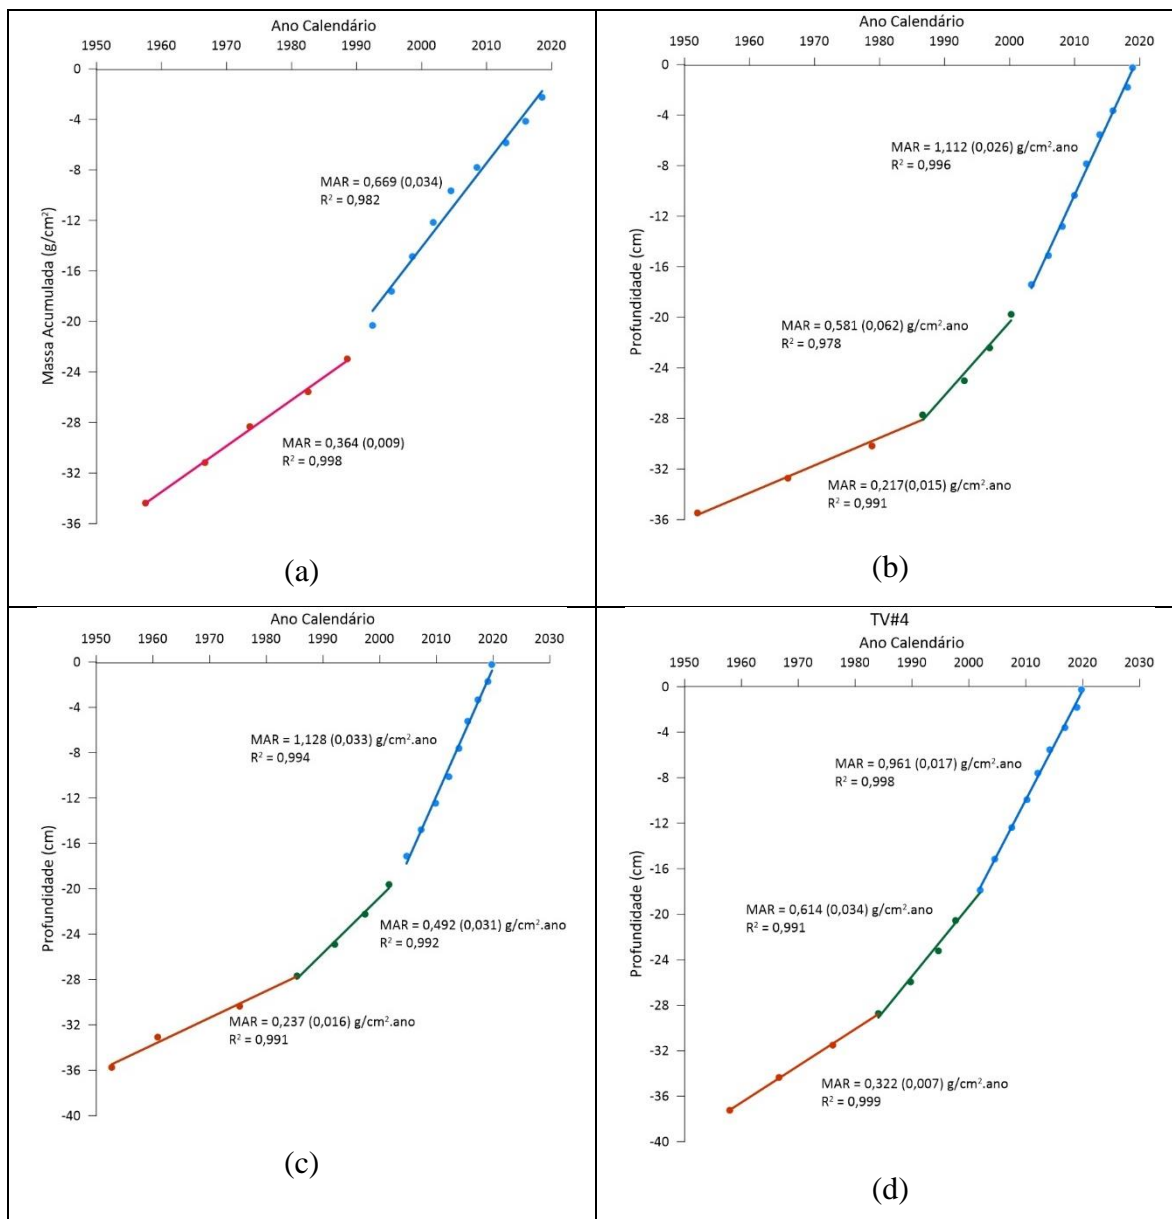 Ano Calendário
1950 1960 1970 1980 1990 2000 2010 2020
0
-4
-8
-12
-16
-20
-24
-28
-32
-36
Massa Acumulada (g/cm²)
MAR = 0,669 (0,034)
R² = 0,982
MAR = 0,364 (0,009)
R² = 0,998
(a)
Ano Calendário
1950 1960 1970 1980 1990 2000 2010 2020
0
-4
-8
-12
-16
-20
-24
-28
-32
-36
Profundidade (cm)
MAR = 1,112 (0,026) g/cm².ano
R² = 0,996
MAR = 0,581 (0,062) g/cm².ano
R² = 0,978
MAR = 0,217(0,015) g/cm².ano
R² = 0,991
(b)
Ano Calendário
1950 1960 1970 1980 1990 2000 2010 2020 2030
0
-4
-8
-12
-16
-20
-24
-28
-32
-36
-40
Profundidade (cm)
MAR = 1,128 (0,033) g/cm².ano
R² = 0,994
MAR = 0,492 (0,031) g/cm².ano
R² = 0,992
MAR = 0,237 (0,016) g/cm².ano
R² = 0,991
(c)
TV#4
Ano Calendário
1950 1960 1970 1980 1990 2000 2010 2020 2030
0
-4
-8
-12
-16
-20
-24
-28
-32
-36
-40
Profundidade (cm)
MAR = 0,961 (0,017) g/cm².ano
R² = 0,998
MAR = 0,614 (0,034) g/cm².ano
R² = 0,991
MAR = 0,322 (0,007) g/cm².ano
R² = 0,999
(d)